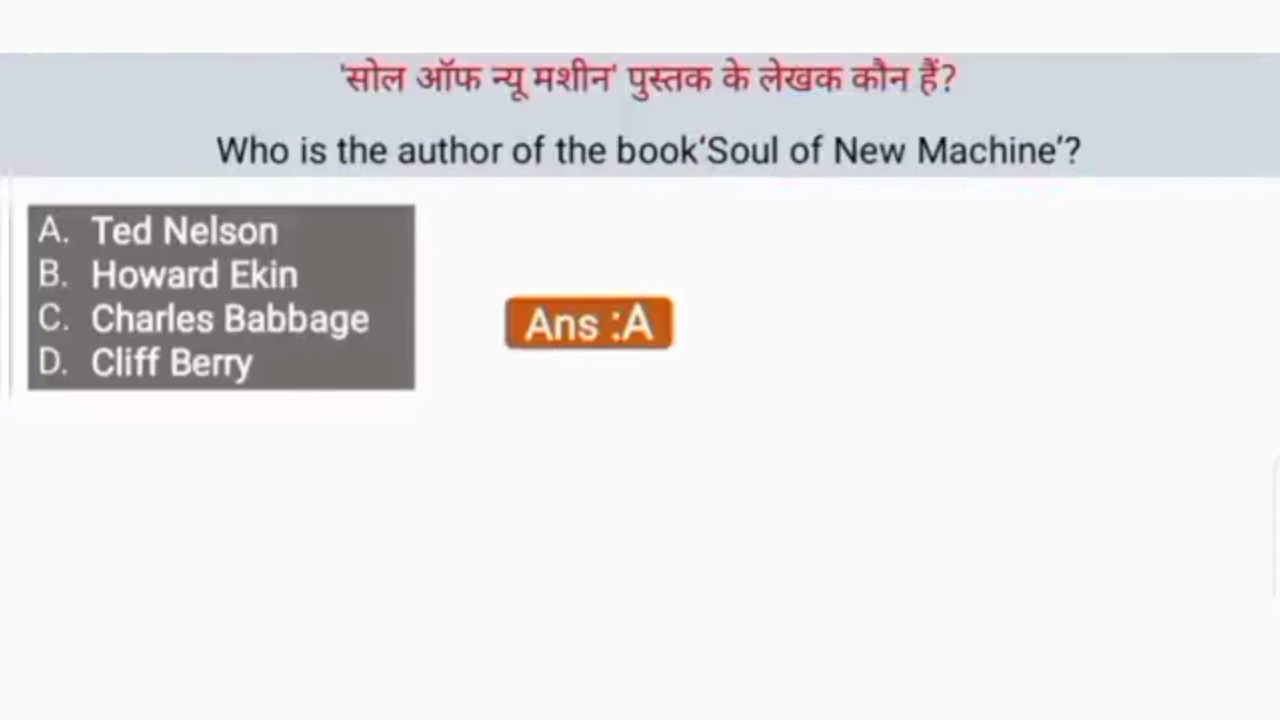 'सोल ऑफ न्यू मशीन' पुस्तक के लेखक कौन हैं?
Who is the author of the book‘Soul of New Machine’?
A. Ted Nelson
B. Howard Ekin
C. Charles Babbage
D. Cliff Berry
Ans :A